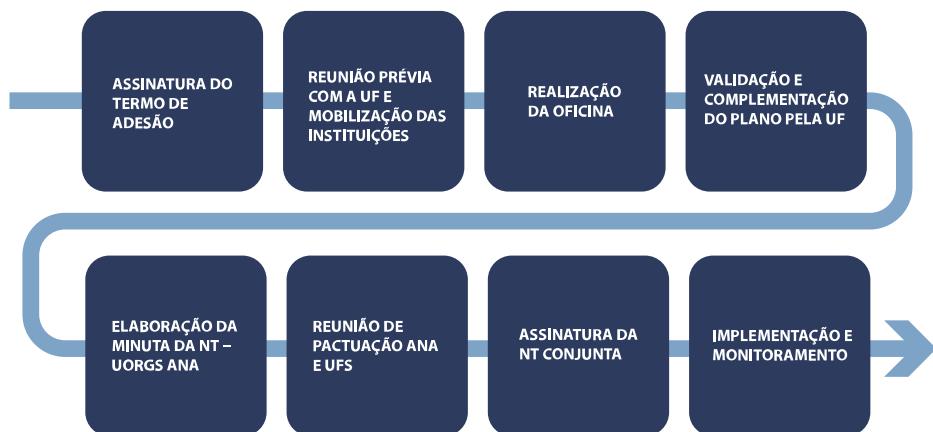 ASSINATURA DO
TERMO DE
ADESÃO
REUNIÃO PRÉVIA
COM A UF E
MOBILIZAÇÃO DAS
INSTITUIÇÕES
REALIZAÇÃO
DA OFICINA
VALIDAÇÃO E
COMPLEMENTAÇÃO
DO PLANO PELA UF
ELABORAÇÃO DA
MINUTA DA NT –
UORGS ANA
REUNIÃO DE
PACTUAÇÃO ANA
E UFS
ASSINATURA DA
NT CONJUNTA
IMPLEMENTAÇÃO E
MONITORAMENTO